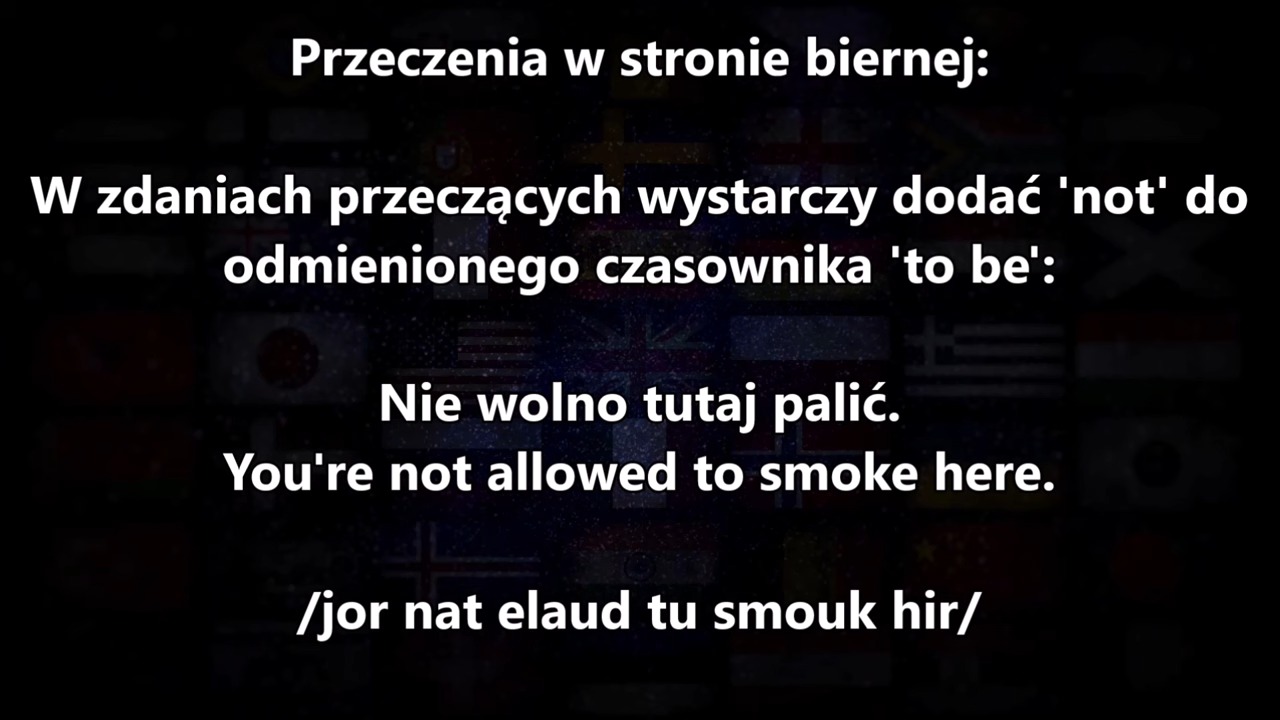 Przeczenia w stronie biernej:
W zdaniach przeczących wystarczy dodać 'not' do
odmienionego czasownika 'to be':
Nie wolno tutaj palić.
You're not allowed to smoke here.
/jor nat elaud tu smouk hir/